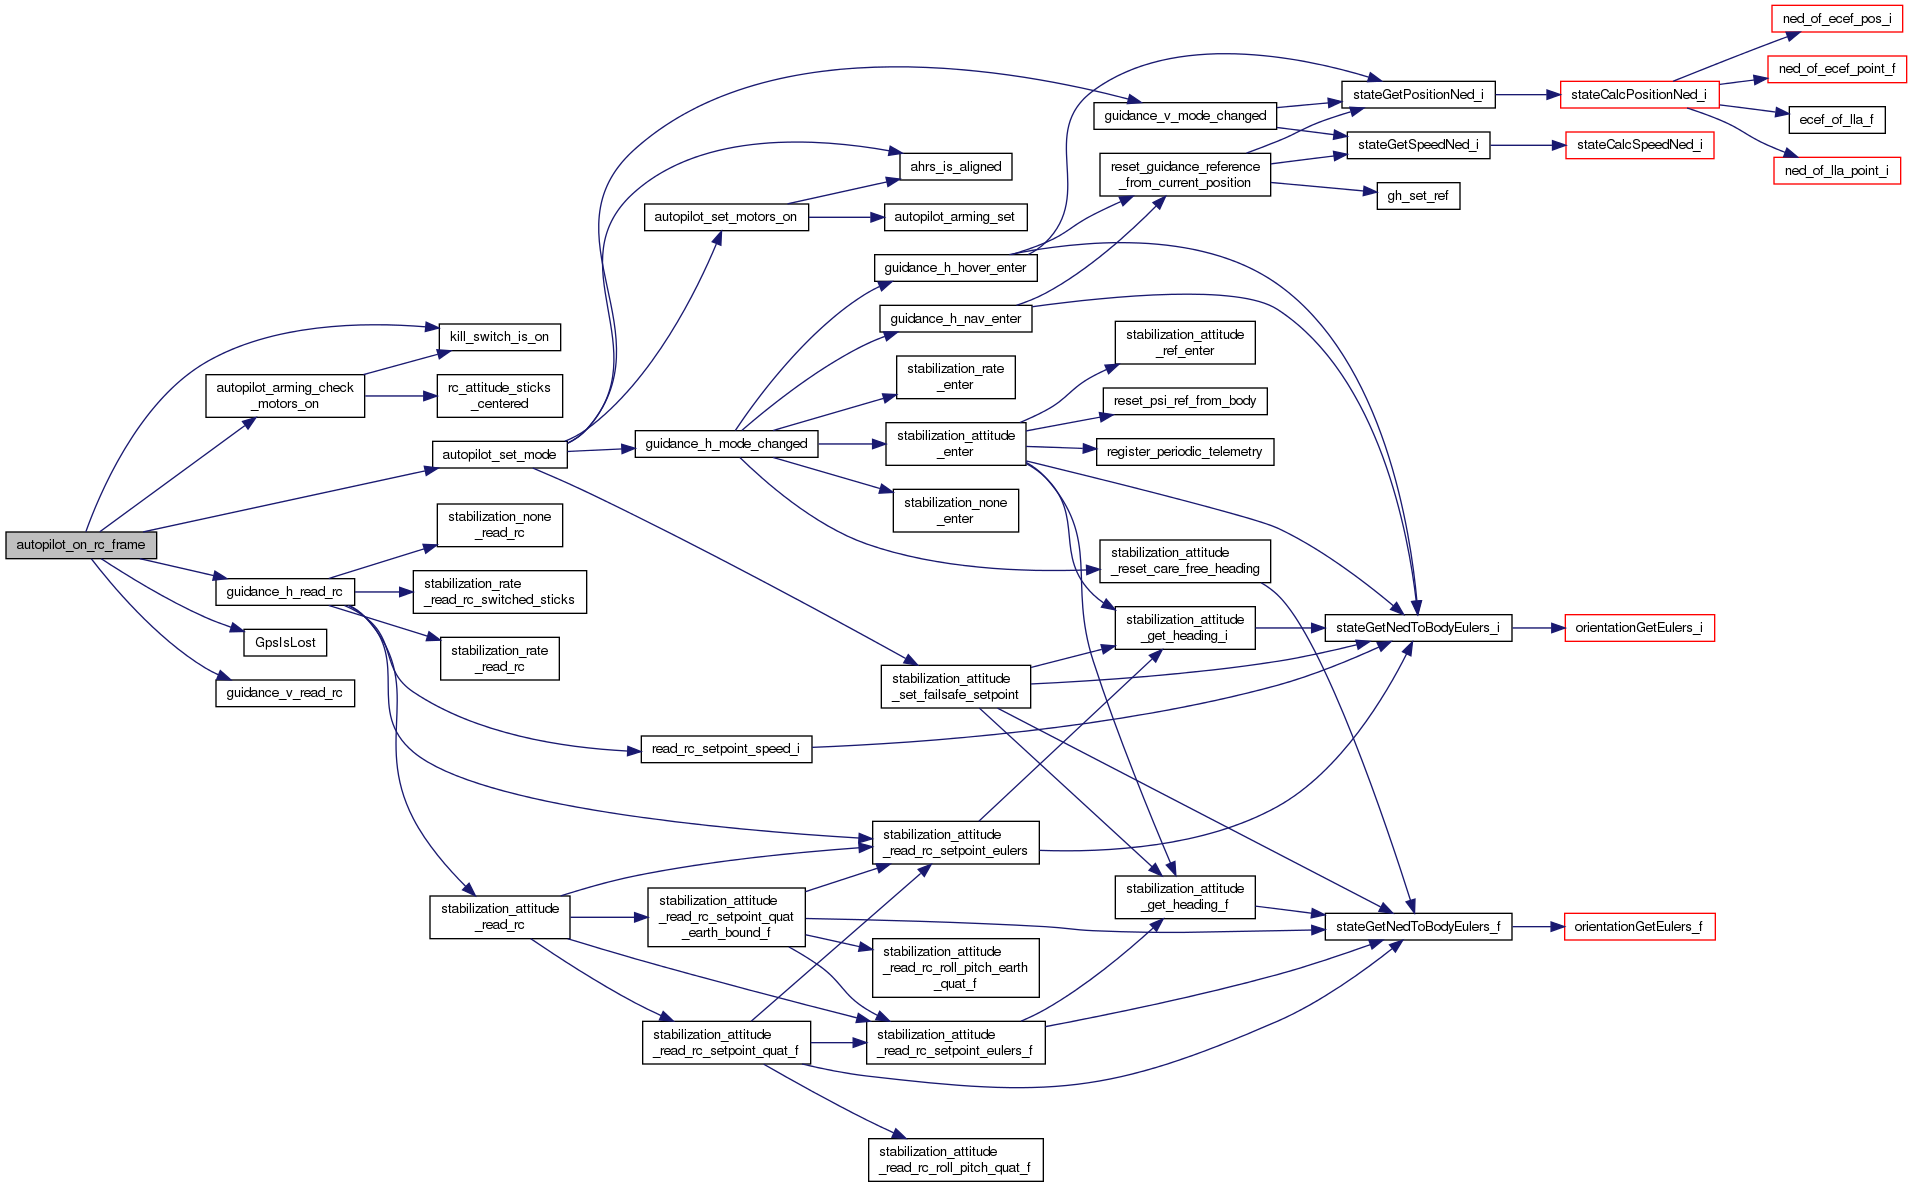 autopilot_on_rc_frame
kill_switch_is_on
autopilot_arming_check
_motors_on
rc_attitude_sticks
_centered
autopilot_set_mode
guidance_h_read_rc
GpsIsLost
guidance_v_read_rc
stabilization_none
_read_rc
stabilization_rate
_read_rc_switched_sticks
stabilization_rate
_read_rc
stabilization_attitude
_read_rc
autopilot_set_motors_on
guidance_h_mode_changed
read_rc_setpoint_speed_i
stabilization_attitude
_read_rc_setpoint_quat
_earth_bound_f
stabilization_attitude
_read_rc_setpoint_quat_f
ahrs_is_aligned
autopilot_arming_set
guidance_h_hover_enter
guidance_h_nav_enter
stabilization_rate
_enter
stabilization_attitude
_enter
stabilization_none
_enter
stabilization_attitude
_set_failsafe_setpoint
stabilization_attitude
_read_rc_setpoint_eulers
stabilization_attitude
_read_rc_roll_pitch_earth
_quat_f
stabilization_attitude
_read_rc_setpoint_eulers_f
stabilization_attitude
_read_rc_roll_pitch_quat_f
guidance_v_mode_changed
reset_guidance_reference
_from_current_position
stabilization_attitude
_ref_enter
reset_psi_ref_from_body
register_periodic_telemetry
stabilization_attitude
_reset_care_free_heading
stabilization_attitude
_get_heading_i
stabilization_attitude
_get_heading_f
stateGetPositionNed_i
stateGetSpeedNed_i
gh_set_ref
stateGetNedToBodyEulers_i
stateGetNedToBodyEulers_f
stateCalcPositionNed_i
stateCalcSpeedNed_i
orientationGetEulers_i
orientationGetEulers_f
ned_of_ecef_pos_i
ned_of_ecef_point_f
ecef_of_lla_f
ned_of_lla_point_i